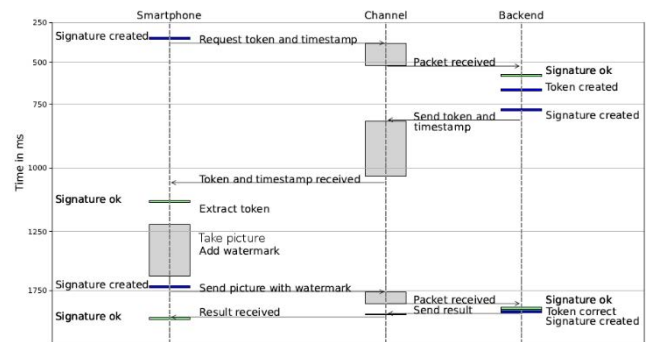 Smartphone Channel Backend
250
Signature created
Request token and timestamp
500
Packet received
Signature ok
Token created
750
Signature created
Send token and
timestamp
1000
Token and timestamp received
Signature ok
Extract token
1250
Take picture
Add watermark
Signature created
Send picture with watermark
1750
Packet received
Signature ok
Result received
Send result
Token correct
Signature ok
Signature created
Time in ms